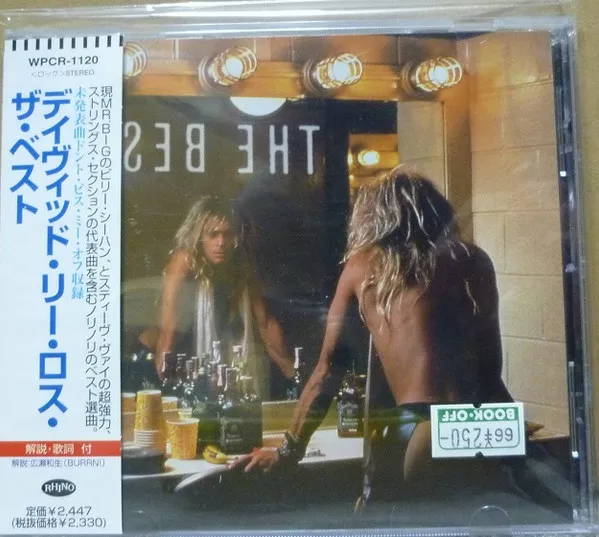 WPCR-1120
<ロック>STEREO
デイヴィッド・リー・ロス・
ザ・ベスト
現MR.BIGのビリー・シーハン、とスティーヴ・ヴァイの超強力、
ストリングス・セクションの代表曲を含むノリノリのベスト選曲。
未発表曲ドント・ピス・ミー・オフ収録
解説・歌詞 付
解説:広瀬和生(BURRN!)
RHINO
定価¥2,447
(税抜価格¥2,330)
THE BES
BOOK・OFF